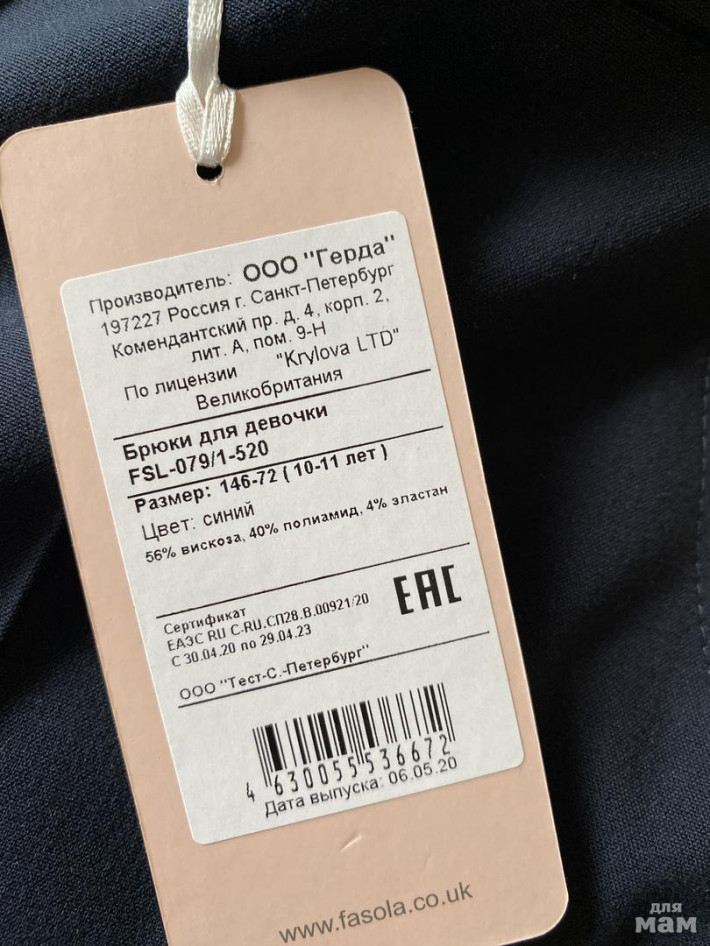 Производитель: ООО "Герда"
197227 Россия г. Санкт-Петербург
Комендантский пр. д. 4, корп. 2,
лит. А, пом. 9-Н
По лицензии "Krylova LTD"
Великобритания
Брюки для девочки
FSL-079/1-520
Размер: 146-72 ( 10-11 лет )
Цвет: синий
56% вискоза, 40% полиамид, 4% эластан
Сертификат
ЕАЭС RU C-RU.СП28.В.00921/20
С 30.04.20 по 29.04.23
EAC
ООО "Тест-С.-Петербург"
4 630055 536672
Дата выпуска: 06.05.20
www.fasola.co.uk
для
мам